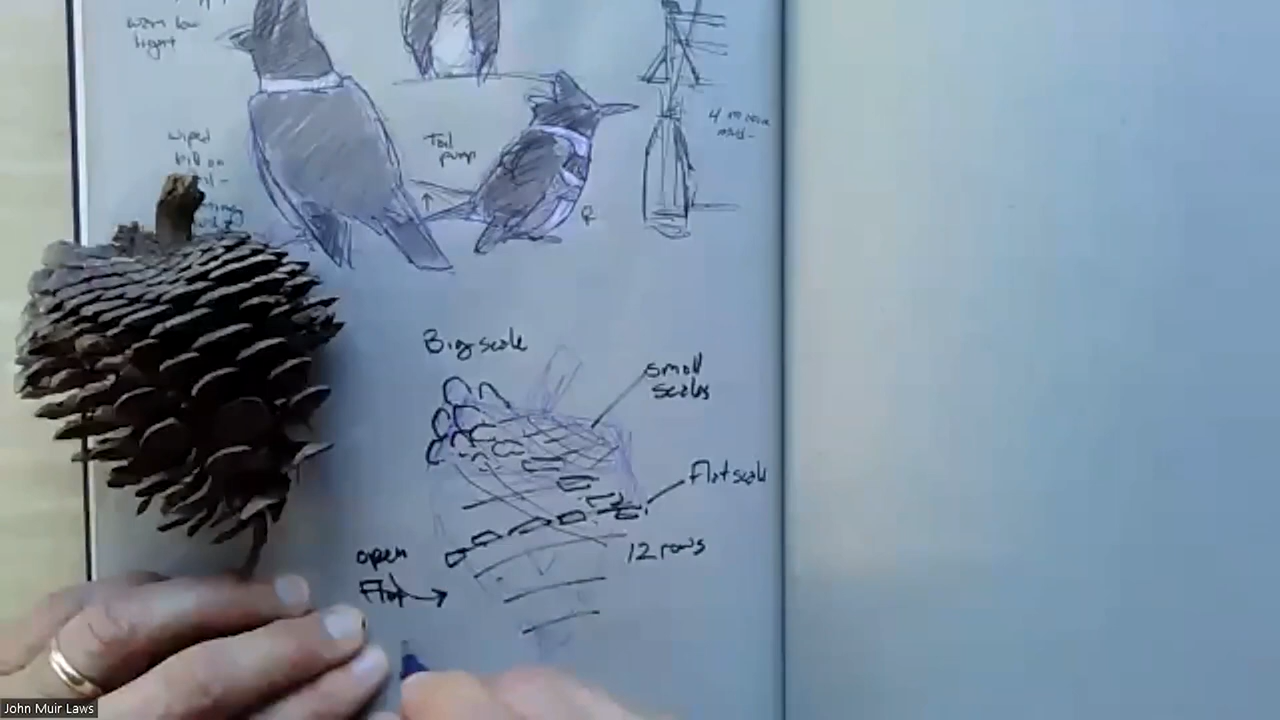 warm low
wiped
bill on
Tail
pump
4 m
Big scale
small
scales
Flat scale
12 rows
open
Flat
John Muir Laws